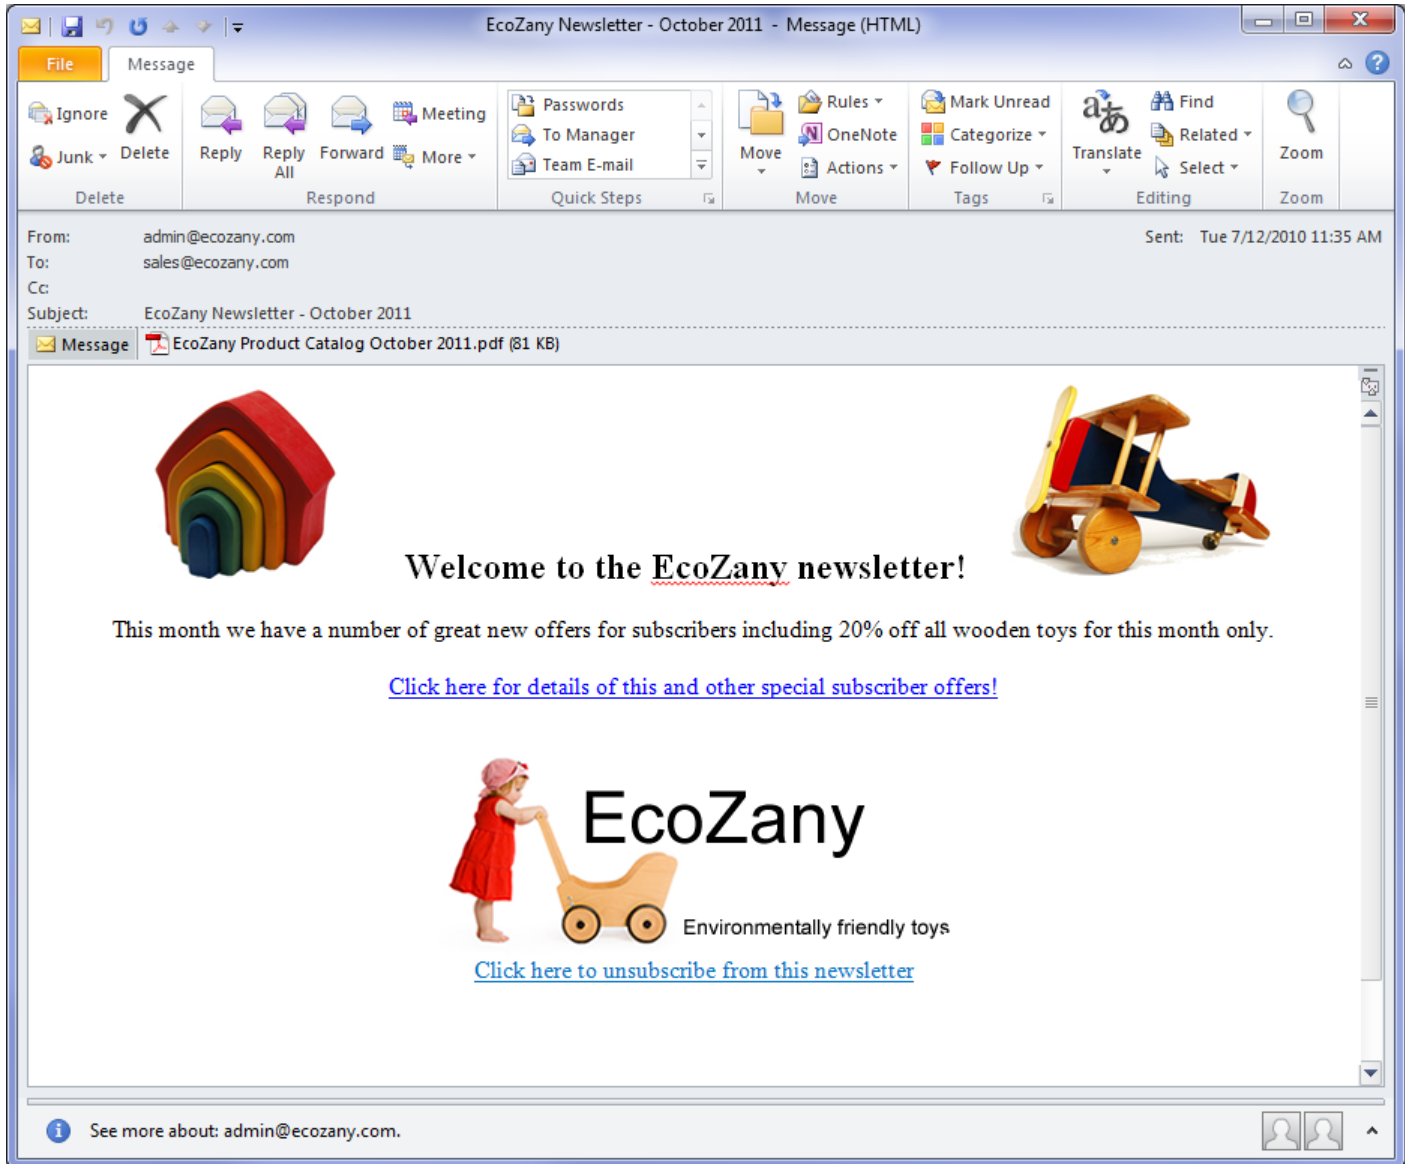 EcoZany Newsletter - October 2011 - Message (HTML)
File Message
Ignore
Junk
Delete
Delete
Reply
Reply All
Forward
Meeting
More
Respond
Passwords
To Manager
Team E-mail
Quick Steps
Move
Rules
OneNote
Actions
Move
Mark Unread
Categorize
Follow Up
Tags
aあ
Translate
Find
Related
Select
Editing
Zoom
Zoom
From: admin@ecozany.com Sent: Tue 7/12/2010 11:35 AM
To: sales@ecozany.com
Cc:
Subject: EcoZany Newsletter - October 2011
Message EcoZany Product Catalog October 2011.pdf (81 KB)
Welcome to the EcoZany newsletter!
This month we have a number of great new offers for subscribers including 20% off all wooden toys for this month only.
Click here for details of this and other special subscriber offers!
EcoZany
Environmentally friendly toys
Click here to unsubscribe from this newsletter
See more about: admin@ecozany.com.